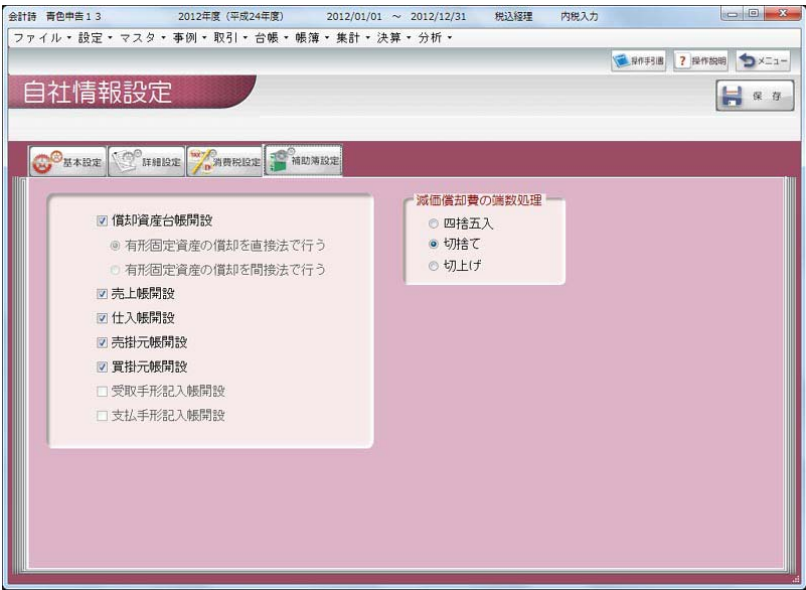 会計詩 青色申告13 2012年度(平成24年度) 2012/01/01 ~ 2012/12/31 税込経理 内税入力
ファイル・設定・マスタ・事例・取引・台帳・帳簿・集計・決算・分析・
操作手引書 ? 操作説明 メニュー
自社情報設定
保存
基本設定 詳細設定 消費税設定 補助簿設定
償却資産台帳開設
有形固定資産の償却を直接法で行う
有形固定資産の償却を間接法で行う
売上帳開設
仕入帳開設
売掛元帳開設
買掛元帳開設
受取手形記入帳開設
支払手形記入帳開設
減価償却費の端数処理
四捨五入
切捨て
切上げ